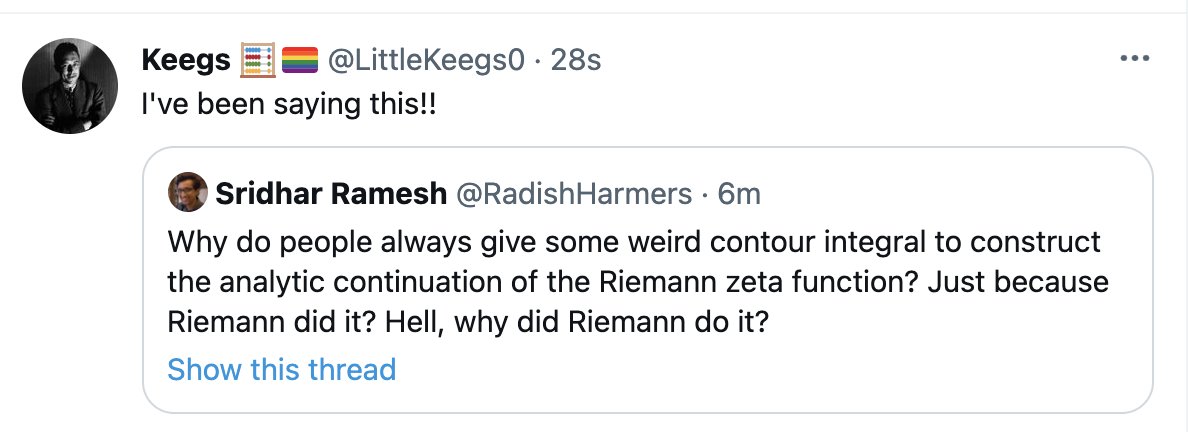 Keegs 🧮🏳️‍🌈 @LittleKeegs0 · 28s
I've been saying this!!
Sridhar Ramesh @RadishHarmers · 6m
Why do people always give some weird contour integral to construct
the analytic continuation of the Riemann zeta function? Just because
Riemann did it? Hell, why did Riemann do it?
Show this thread